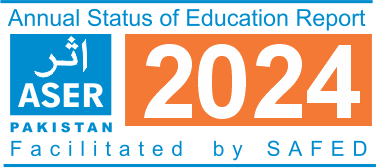 Annual Status of Education Report
اثر
ASER
PAKISTAN
2024
Facilitated by SAFED